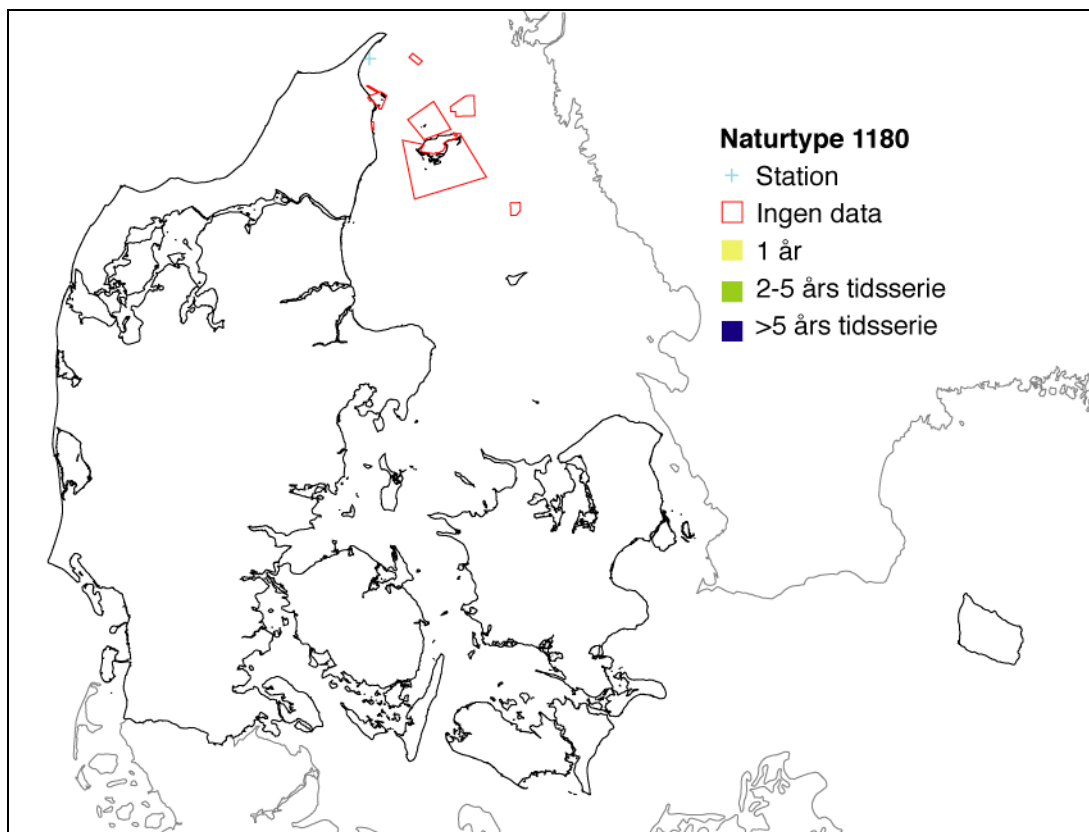 Naturtype 1180
Station
Ingen data
1 år
2-5 års tidsserie
>5 års tidsserie